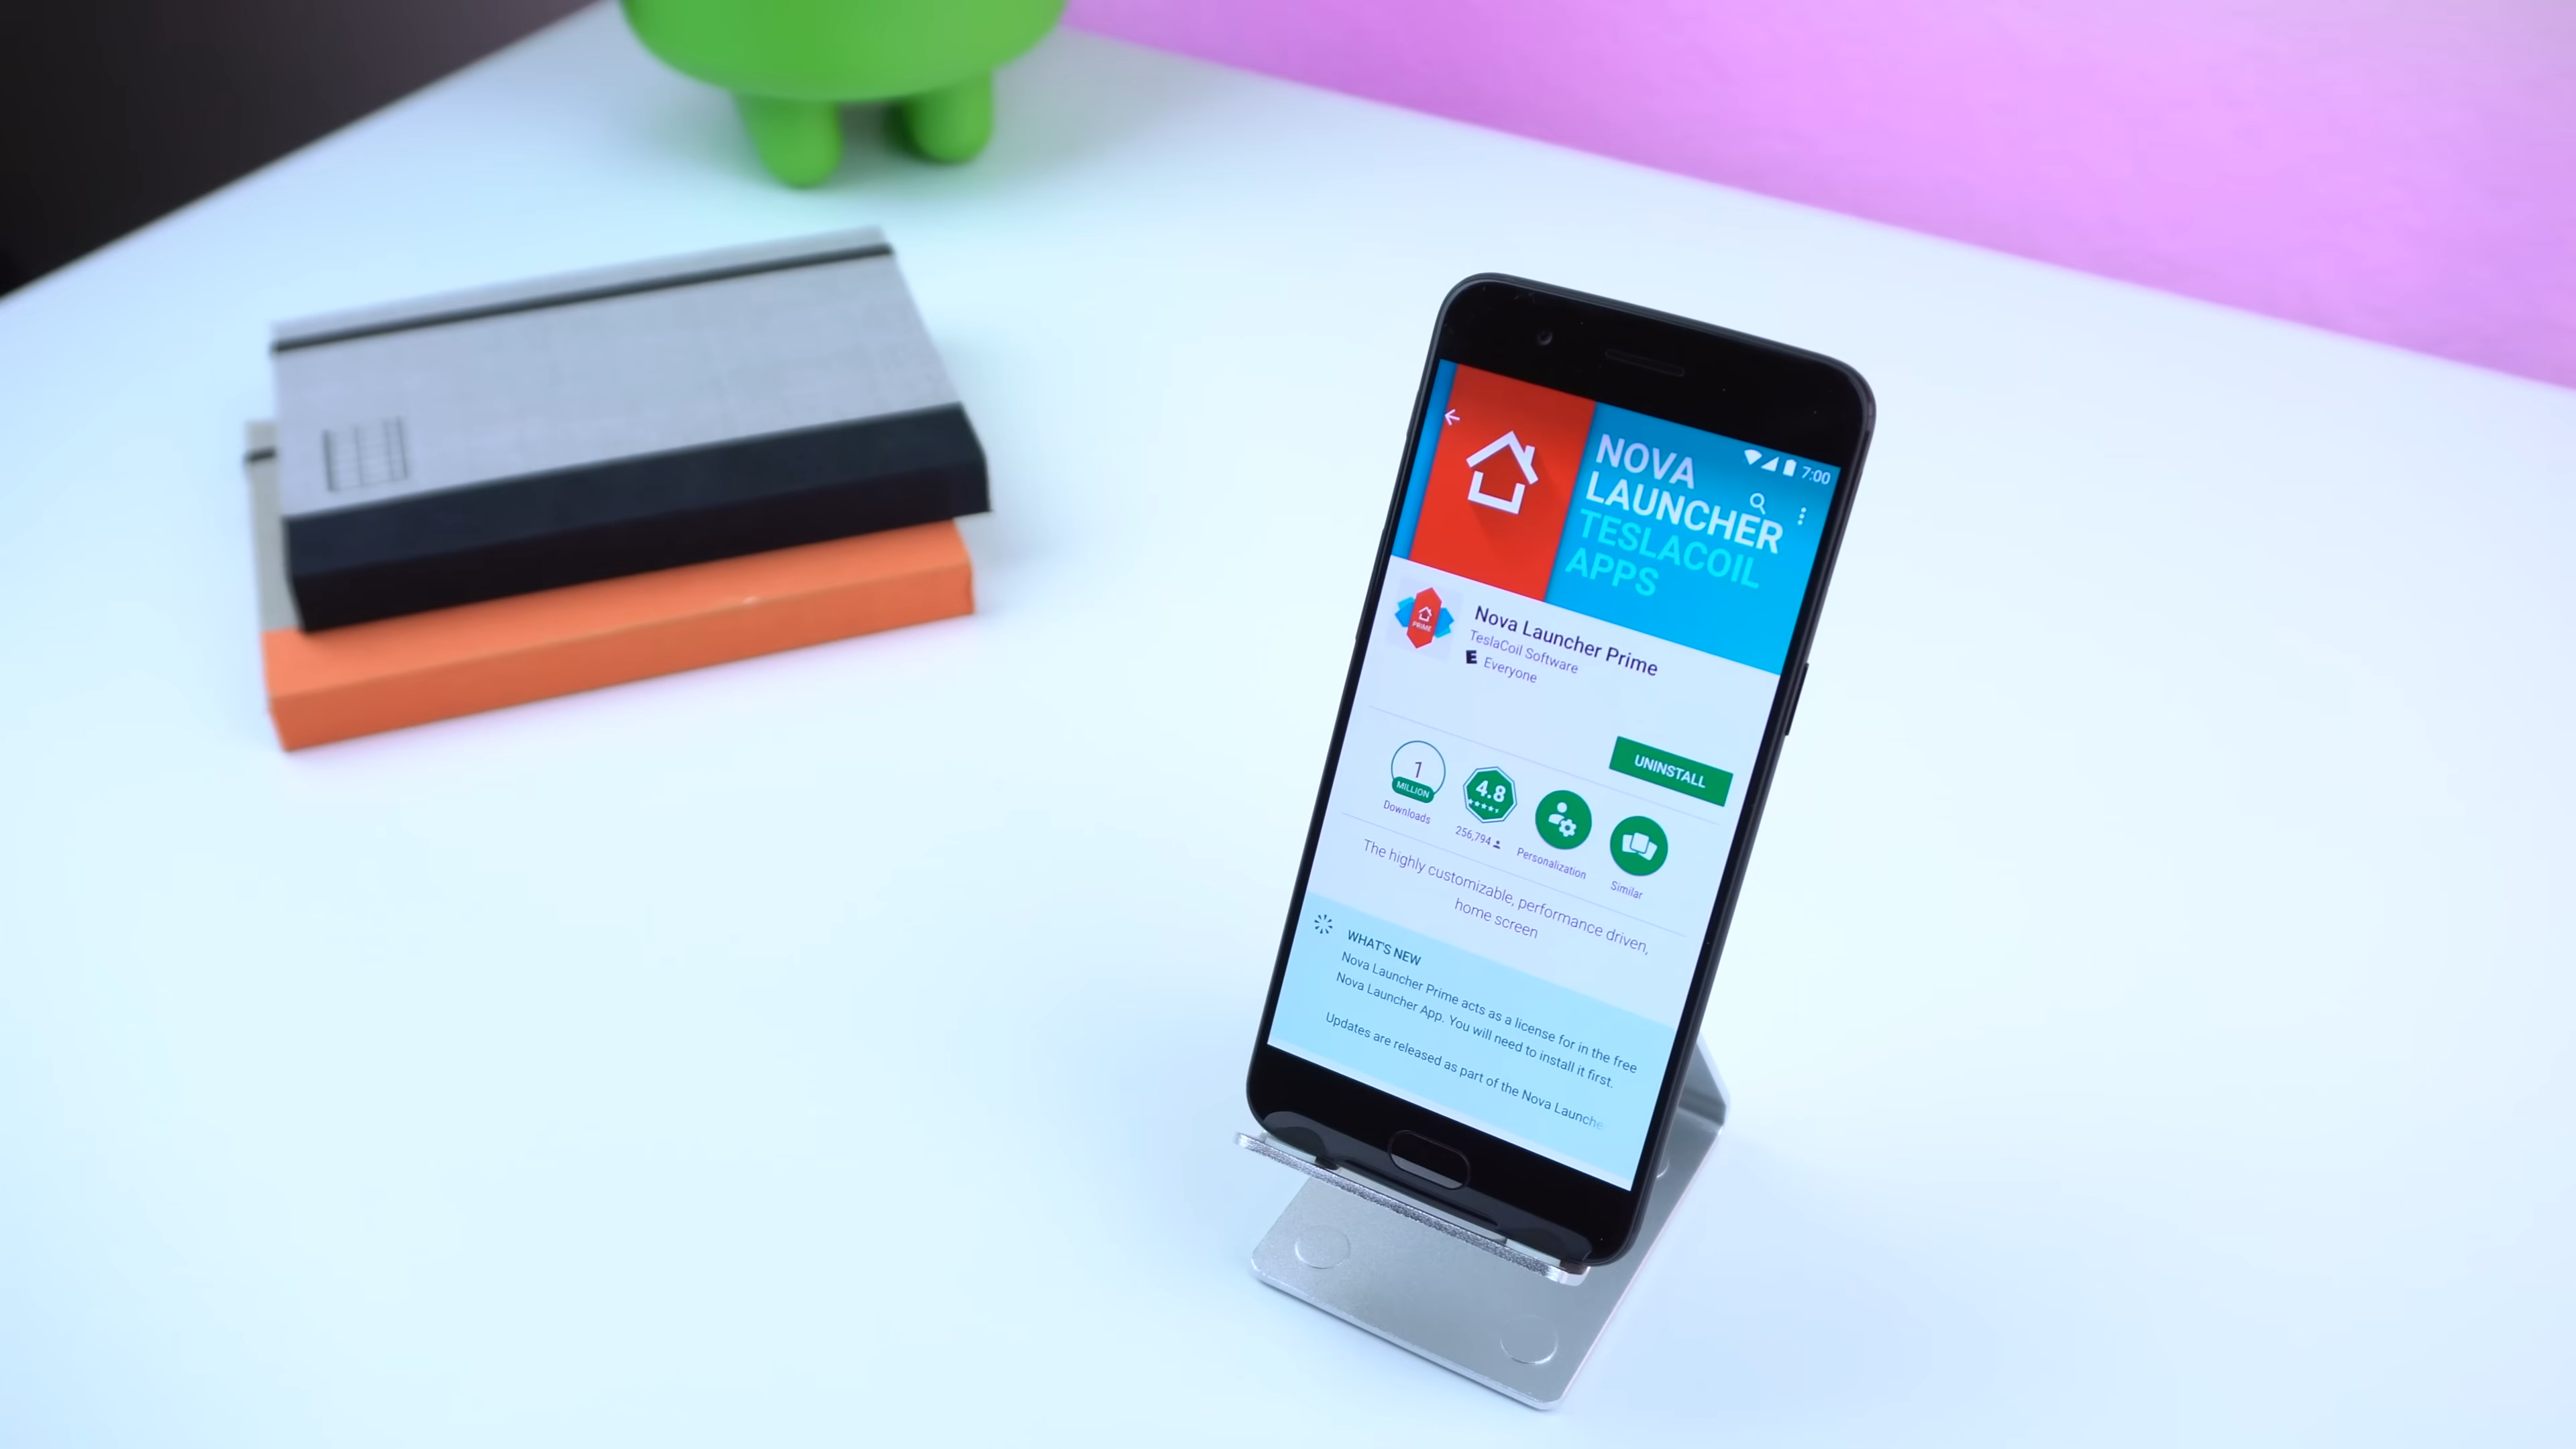 7:00
NOVA
LAUNCHER
TESLACOIL
APPS
PRIME
Nova Launcher Prime
TeslaCoil Software
E Everyone
UNINSTALL
1
MILLION
Downloads
4.8
256,794
Personalization
Similar
The highly customizable, performance driven,
home screen
WHAT'S NEW
Nova Launcher Prime acts as a license for in the free
Nova Launcher App. You will need to install it first.
Updates are released as part of the Nova Launche